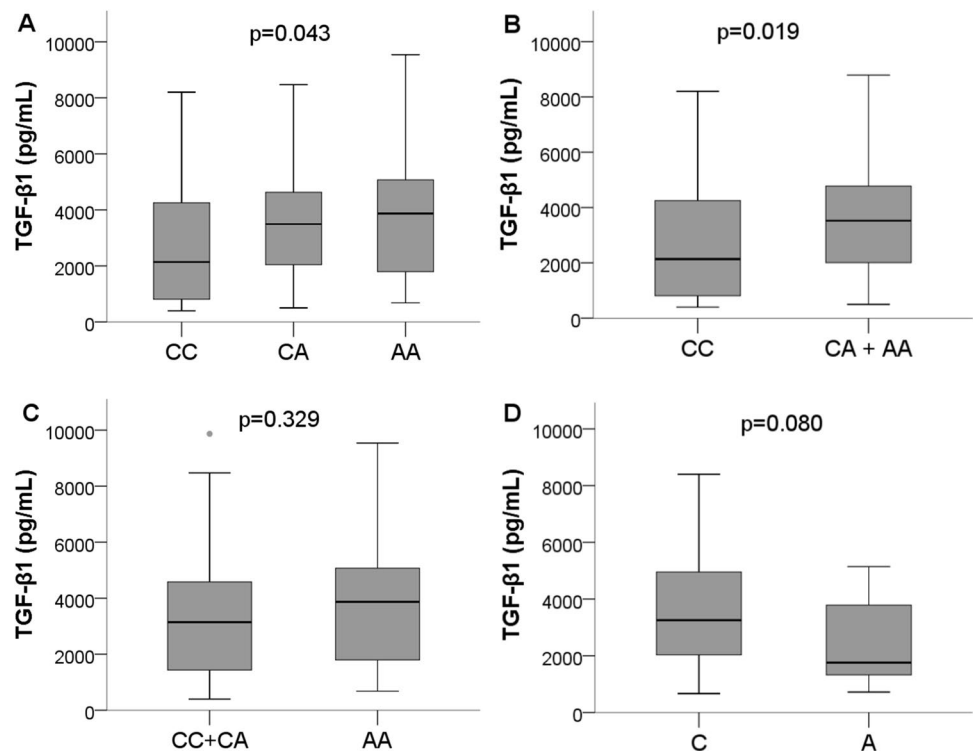 A
p=0.043
TGF-β1 (pg/mL)
10000
8000
6000
4000
2000
0
CC
CA
AA
B
p=0.019
TGF-β1 (pg/mL)
10000
8000
6000
4000
2000
0
CC
CA + AA
C
p=0.329
TGF-β1 (pg/mL)
10000
8000
6000
4000
2000
0
CC+CA
AA
D
p=0.080
TGF-β1 (pg/mL)
10000
8000
6000
4000
2000
0
C
A